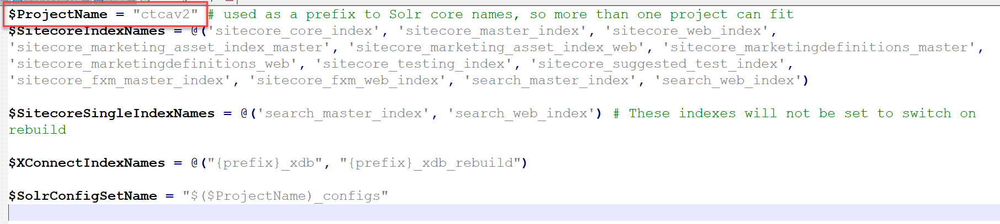 $ProjectName = "ctcav2" # used as a prefix to Solr core names, so more than one project can fit
$SitecoreIndexNames = @('sitecore_core_index', 'sitecore_master_index', 'sitecore_web_index',
'sitecore_marketing_asset_index_master', 'sitecore_marketing_asset_index_web', 'sitecore_marketingdefinitions_master',
'sitecore_marketingdefinitions_web', 'sitecore_testing_index', 'sitecore_suggested_test_index',
'sitecore_fxm_master_index', 'sitecore_fxm_web_index', 'search_master_index', 'search_web_index')
$SitecoreSingleIndexNames = @('search_master_index', 'search_web_index') # These indexes will not be set to switch on
rebuild
$XConnectIndexNames = @("{prefix}_xdb", "{prefix}_xdb_rebuild")
$SolrConfigSetName = "$($ProjectName)_configs"